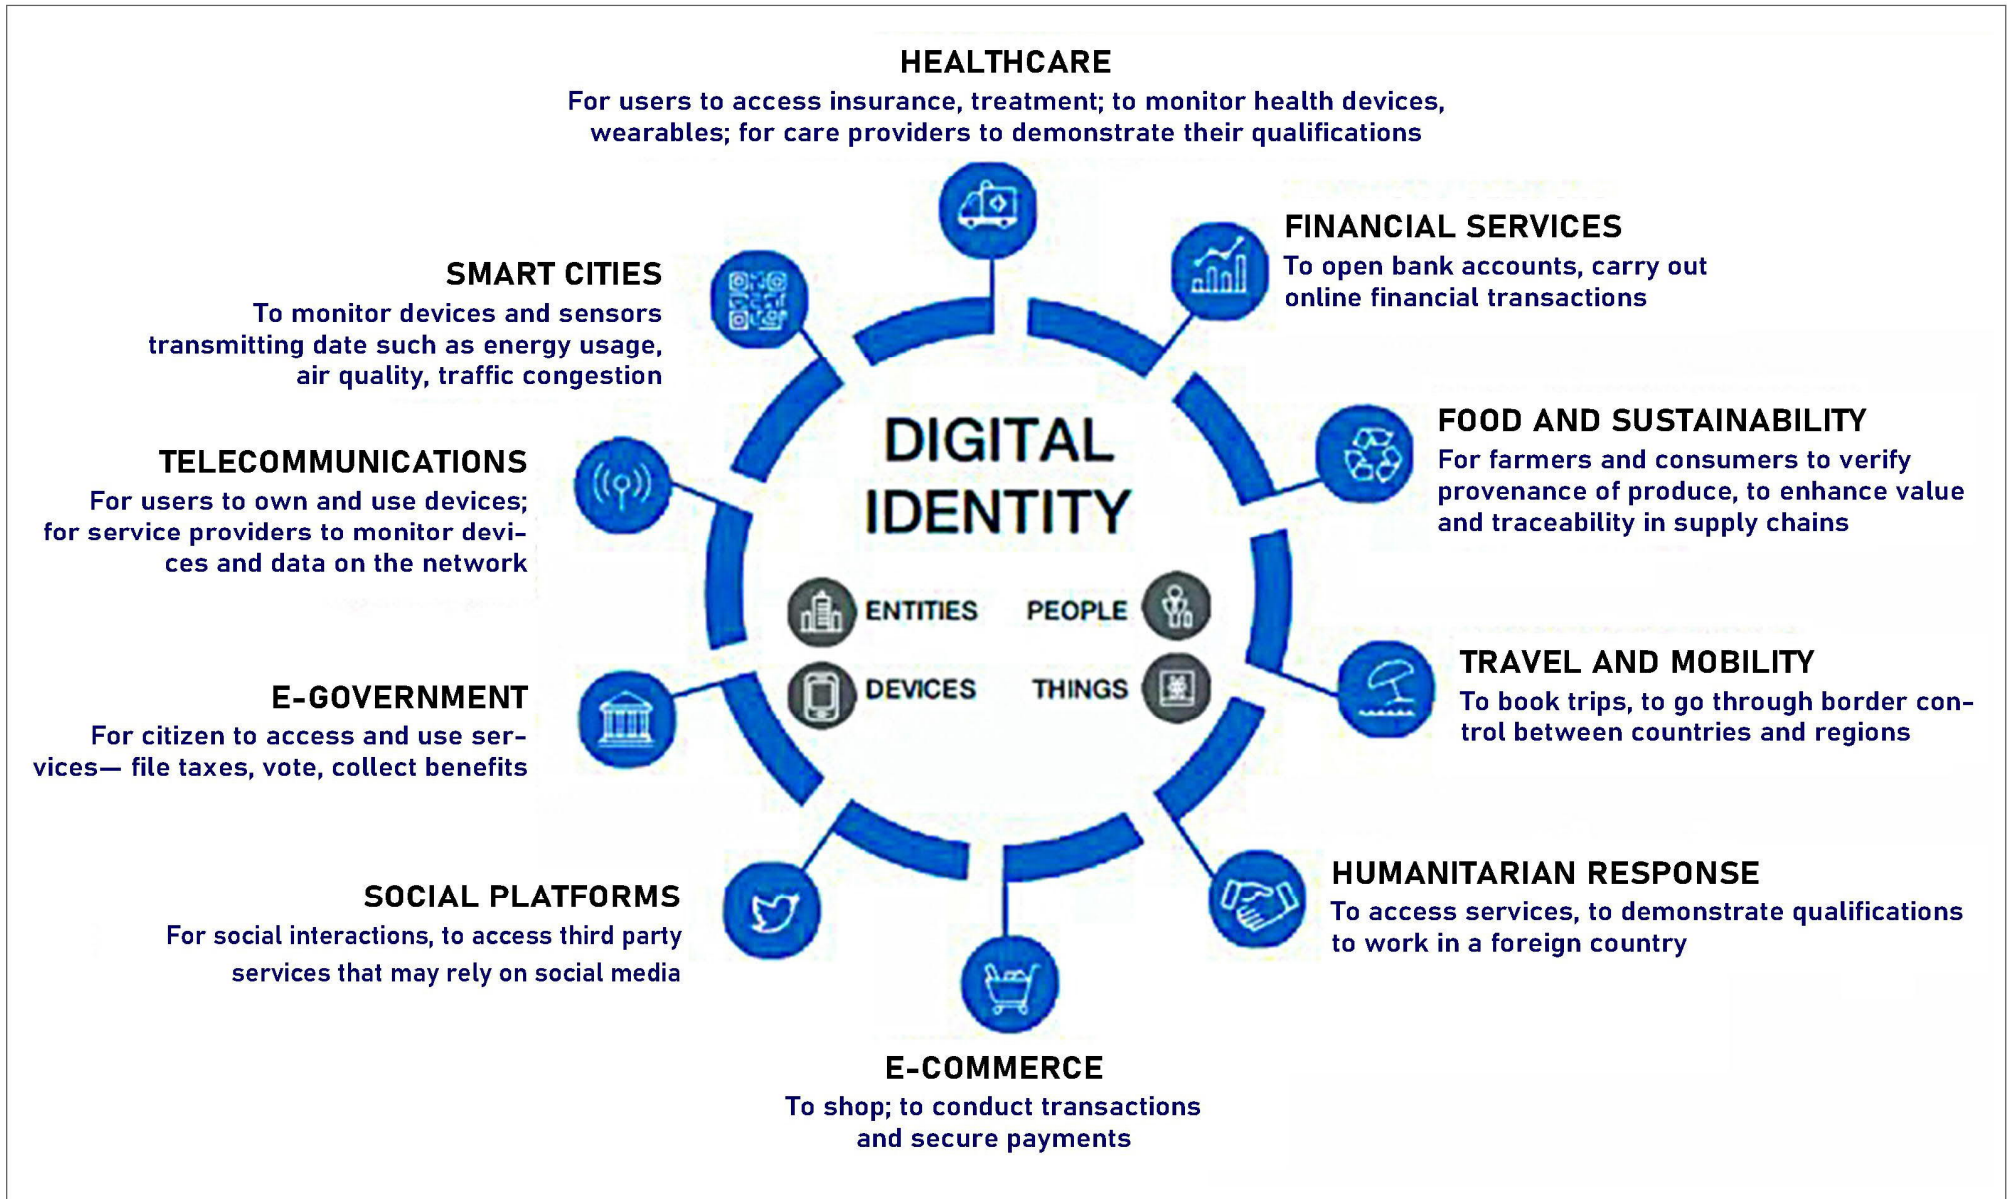 HEALTHCARE
For users to access insurance, treatment; to monitor health devices,
wearables; for care providers to demonstrate their qualifications
FINANCIAL SERVICES
To open bank accounts, carry out
online financial transactions
FOOD AND SUSTAINABILITY
For farmers and consumers to verify
provenance of produce, to enhance value
and traceability in supply chains
TRAVEL AND MOBILITY
To book trips, to go through border con-
trol between countries and regions
HUMANITARIAN RESPONSE
To access services, to demonstrate qualifications
to work in a foreign country
E-COMMERCE
To shop; to conduct transactions
and secure payments
SOCIAL PLATFORMS
For social interactions, to access third party
services that may rely on social media
E-GOVERNMENT
For citizen to access and use ser-
vices— file taxes, vote, collect benefits
TELECOMMUNICATIONS
For users to own and use devices;
for service providers to monitor devi-
ces and data on the network
SMART CITIES
To monitor devices and sensors
transmitting date such as energy usage,
air quality, traffic congestion
DIGITAL
IDENTITY
ENTITIES
PEOPLE
DEVICES
THINGS